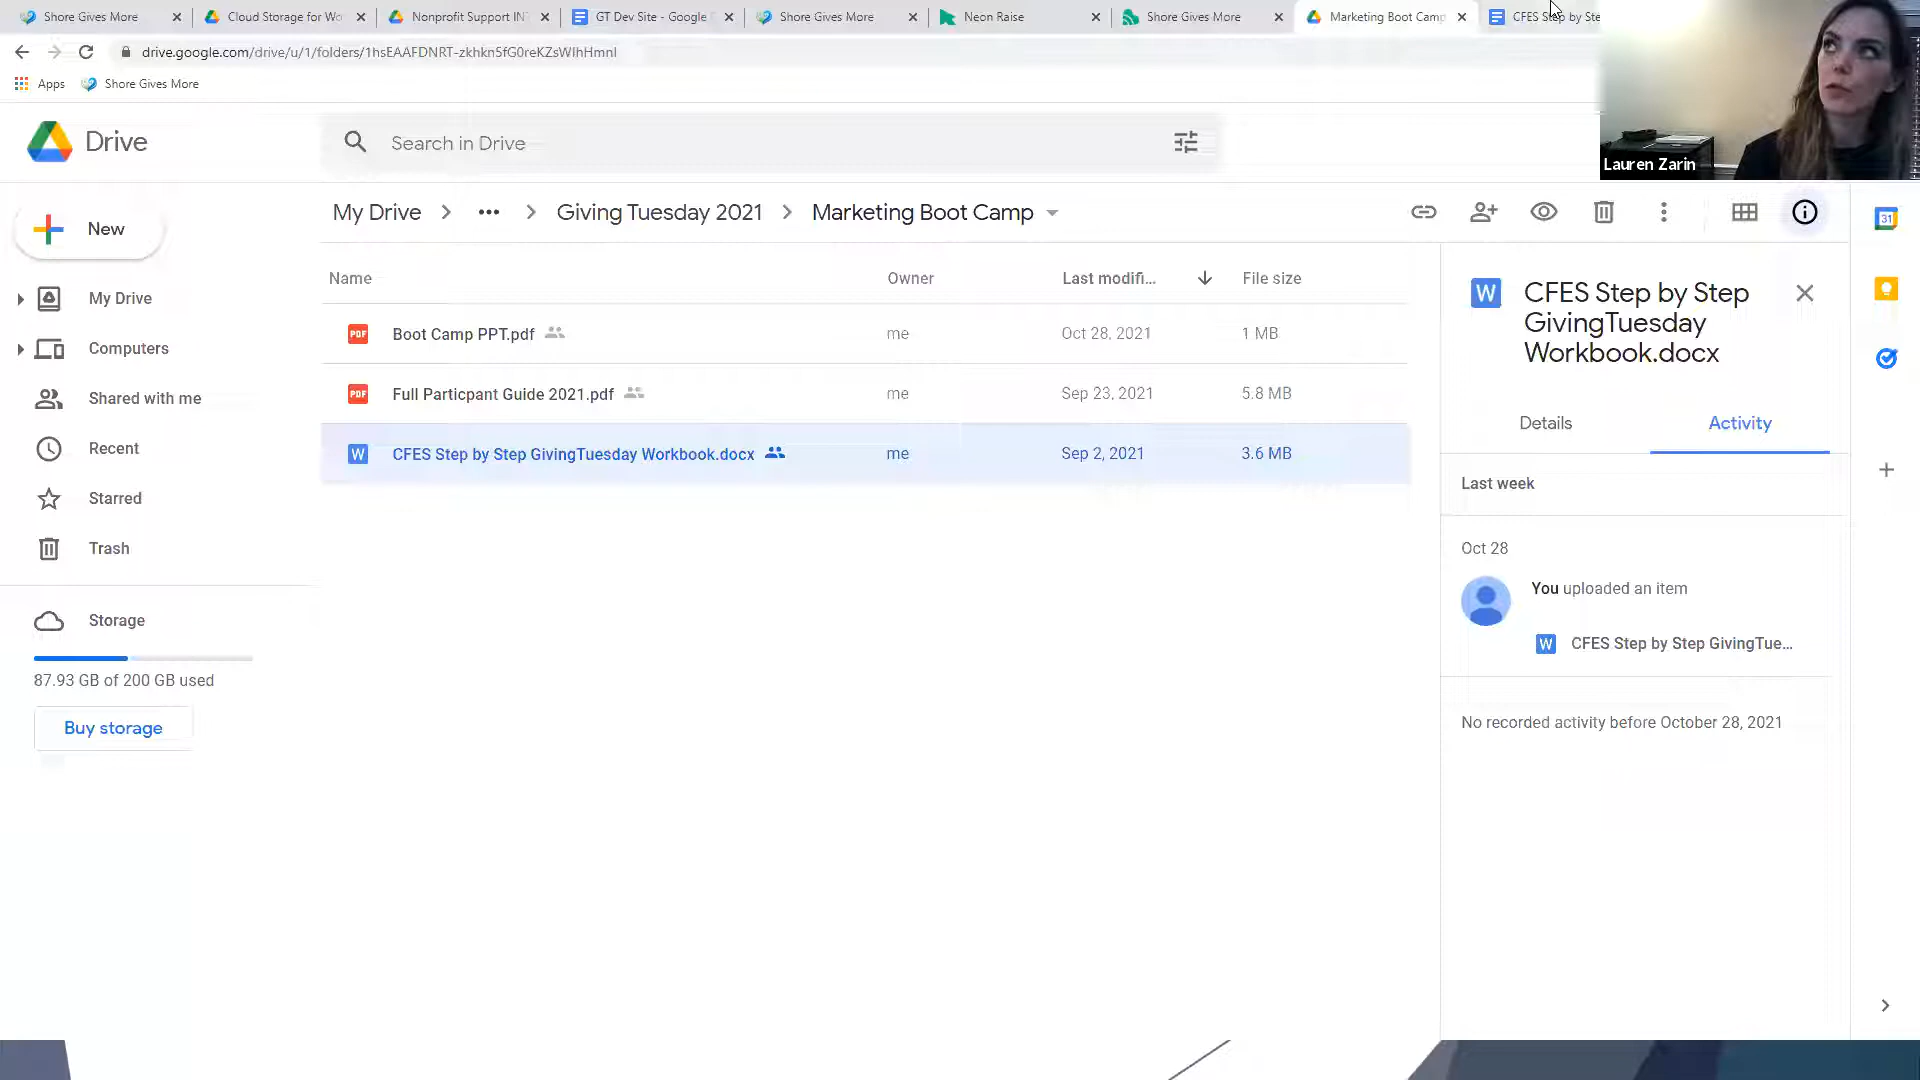 Shore Gives More
Cloud Storage for Wo
Nonprofit Support INT
GT Dev Site - Google
Shore Gives More
Neon Raise
Shore Gives More
Marketing Boot Camp
CFES Step by Ste
drive.google.com/drive/u/1/folders/1hsEAAFDNRT-zkhkn5fG0reKZsWIhHmnI
Apps
Shore Gives More
Lauren Zarin
Drive
Search in Drive
My Drive
Giving Tuesday 2021
Marketing Boot Camp
New
My Drive
Computers
Shared with me
Recent
Starred
Trash
Storage
87.93 GB of 200 GB used
Buy storage
Name Owner Last modifi... File size
PDF Boot Camp PPT.pdf me Oct 28, 2021 1 MB
PDF Full Particpant Guide 2021.pdf me Sep 23, 2021 5.8 MB
W CFES Step by Step GivingTuesday Workbook.docx me Sep 2, 2021 3.6 MB
W CFES Step by Step
GivingTuesday
Workbook.docx
Details Activity
Last week
Oct 28
You uploaded an item
W CFES Step by Step GivingTue...
No recorded activity before October 28, 2021
31